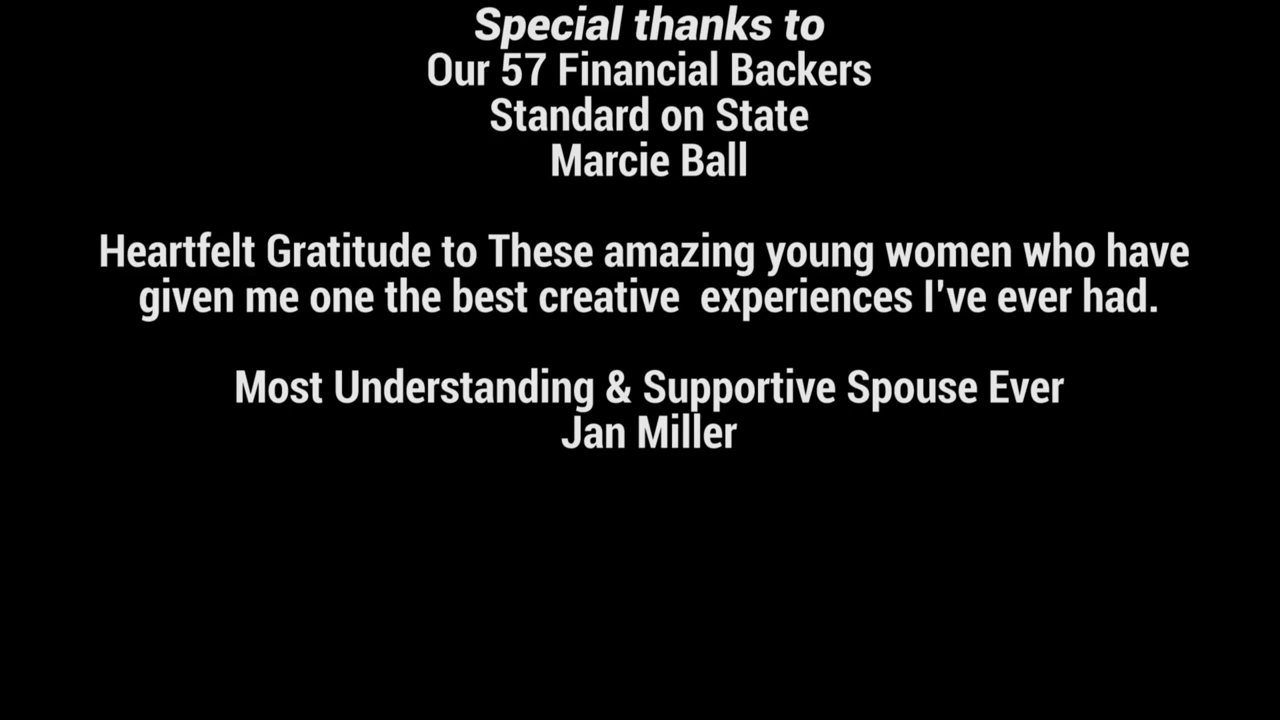 Special thanks to
Our 57 Financial Backers
Standard on State
Marcie Ball
Heartfelt Gratitude to These amazing young women who have
given me one the best creative  experiences I've ever had.
Most Understanding & Supportive Spouse Ever
Jan Miller